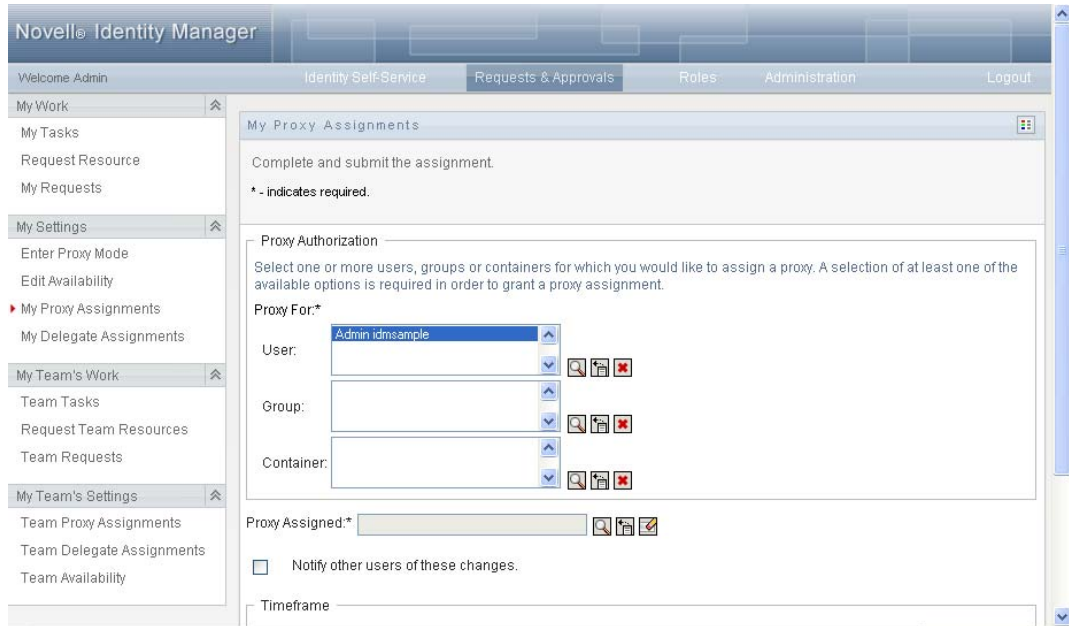 Novell® Identity Manager
Welcome Admin
Identity Self-Service
Requests & Approvals
Roles
Administration
Logout
My Work
My Tasks
Request Resource
My Requests
My Settings
Enter Proxy Mode
Edit Availability
My Proxy Assignments
My Delegate Assignments
My Team's Work
Team Tasks
Request Team Resources
Team Requests
My Team's Settings
Team Proxy Assignments
Team Delegate Assignments
Team Availability
My Proxy Assignments
Complete and submit the assignment.
* - indicates required.
Proxy Authorization
Select one or more users, groups or containers for which you would like to assign a proxy. A selection of at least one of the
available options is required in order to grant a proxy assignment.
Proxy For:*
User:
Admin idmsample
Group:
Container:
Proxy Assigned:*
Notify other users of these changes.
Timeframe